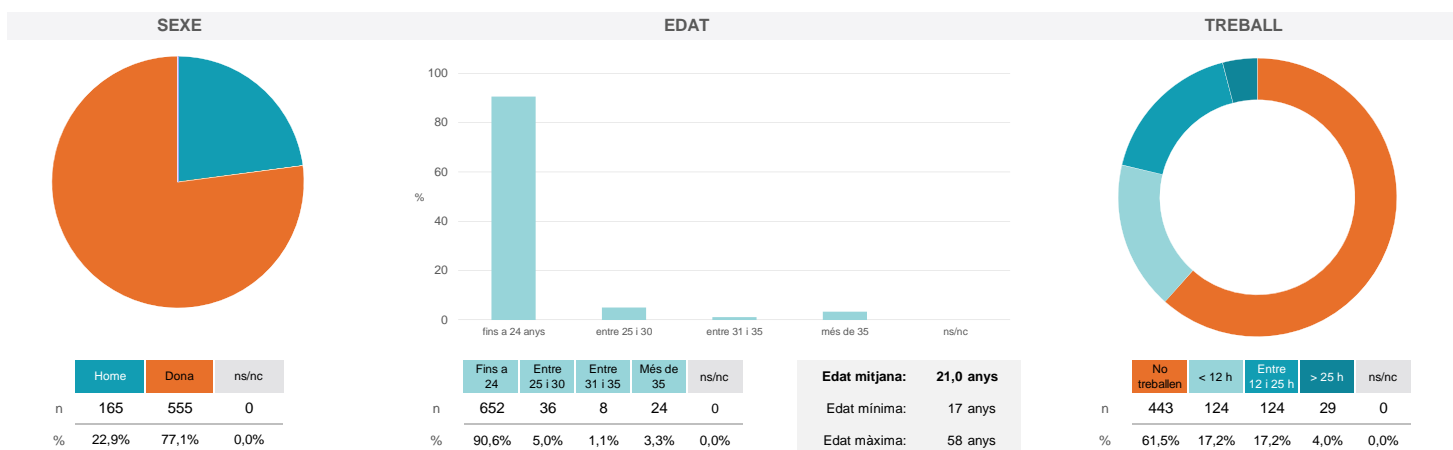 SEXE EDAT TREBALL
100
80
60
%
40
20
0
fins a 24 anys entre 25 i 30 entre 31 i 35 més de 35 ns/nc
Home Dona ns/nc
n 165 555 0
% 22,9% 77,1% 0,0%
Fins a 24 Entre 25 i 30 Entre 31 i 35 Més de 35 ns/nc
n 652 36 8 24 0
% 90,6% 5,0% 1,1% 3,3% 0,0%
Edat mitjana: 21,0 anys
Edat mínima: 17 anys
Edat màxima: 58 anys
No treballen < 12 h Entre 12 i 25 h > 25 h ns/nc
n 443 124 124 29 0
% 61,5% 17,2% 17,2% 4,0% 0,0%